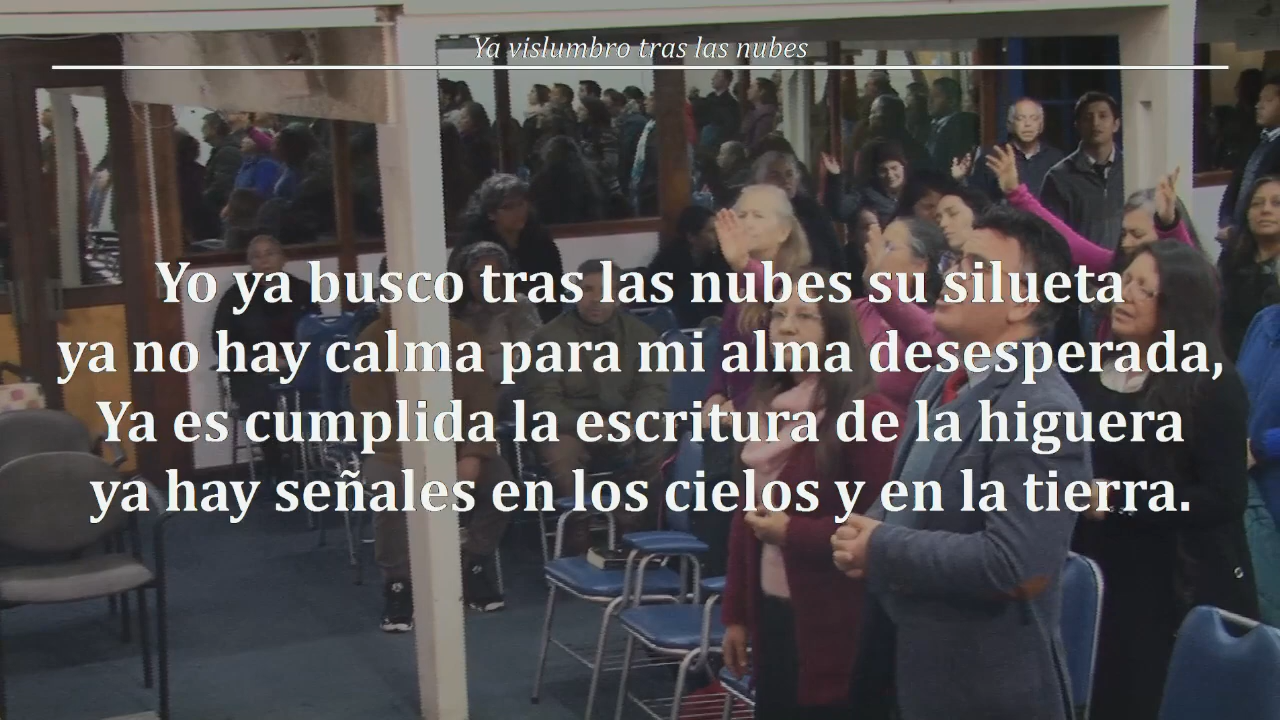 Ya vislumbro tras las nubes
Yo ya busco tras las nubes su silueta
ya no hay calma para mi alma desesperada,
Ya es cumplida la escritura de la higuera
ya hay señales en los cielos y en la tierra.